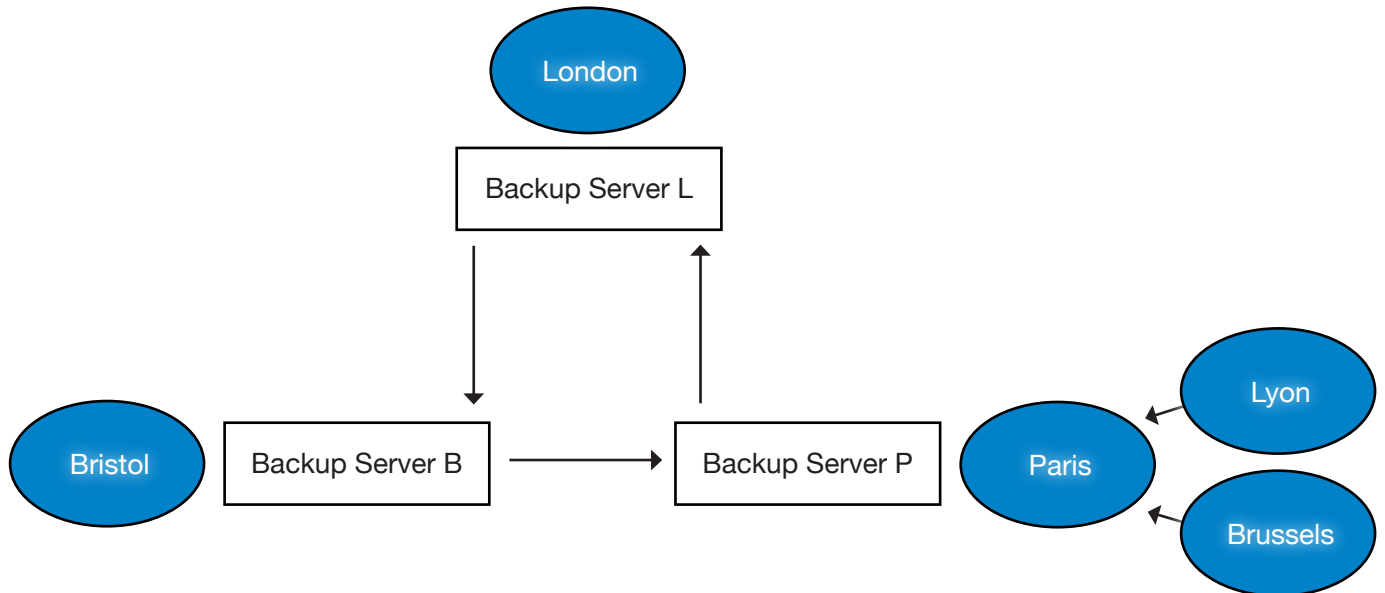 London
Backup Server L
Lyon
Bristol
Backup Server B
Backup Server P
Paris
Brussels